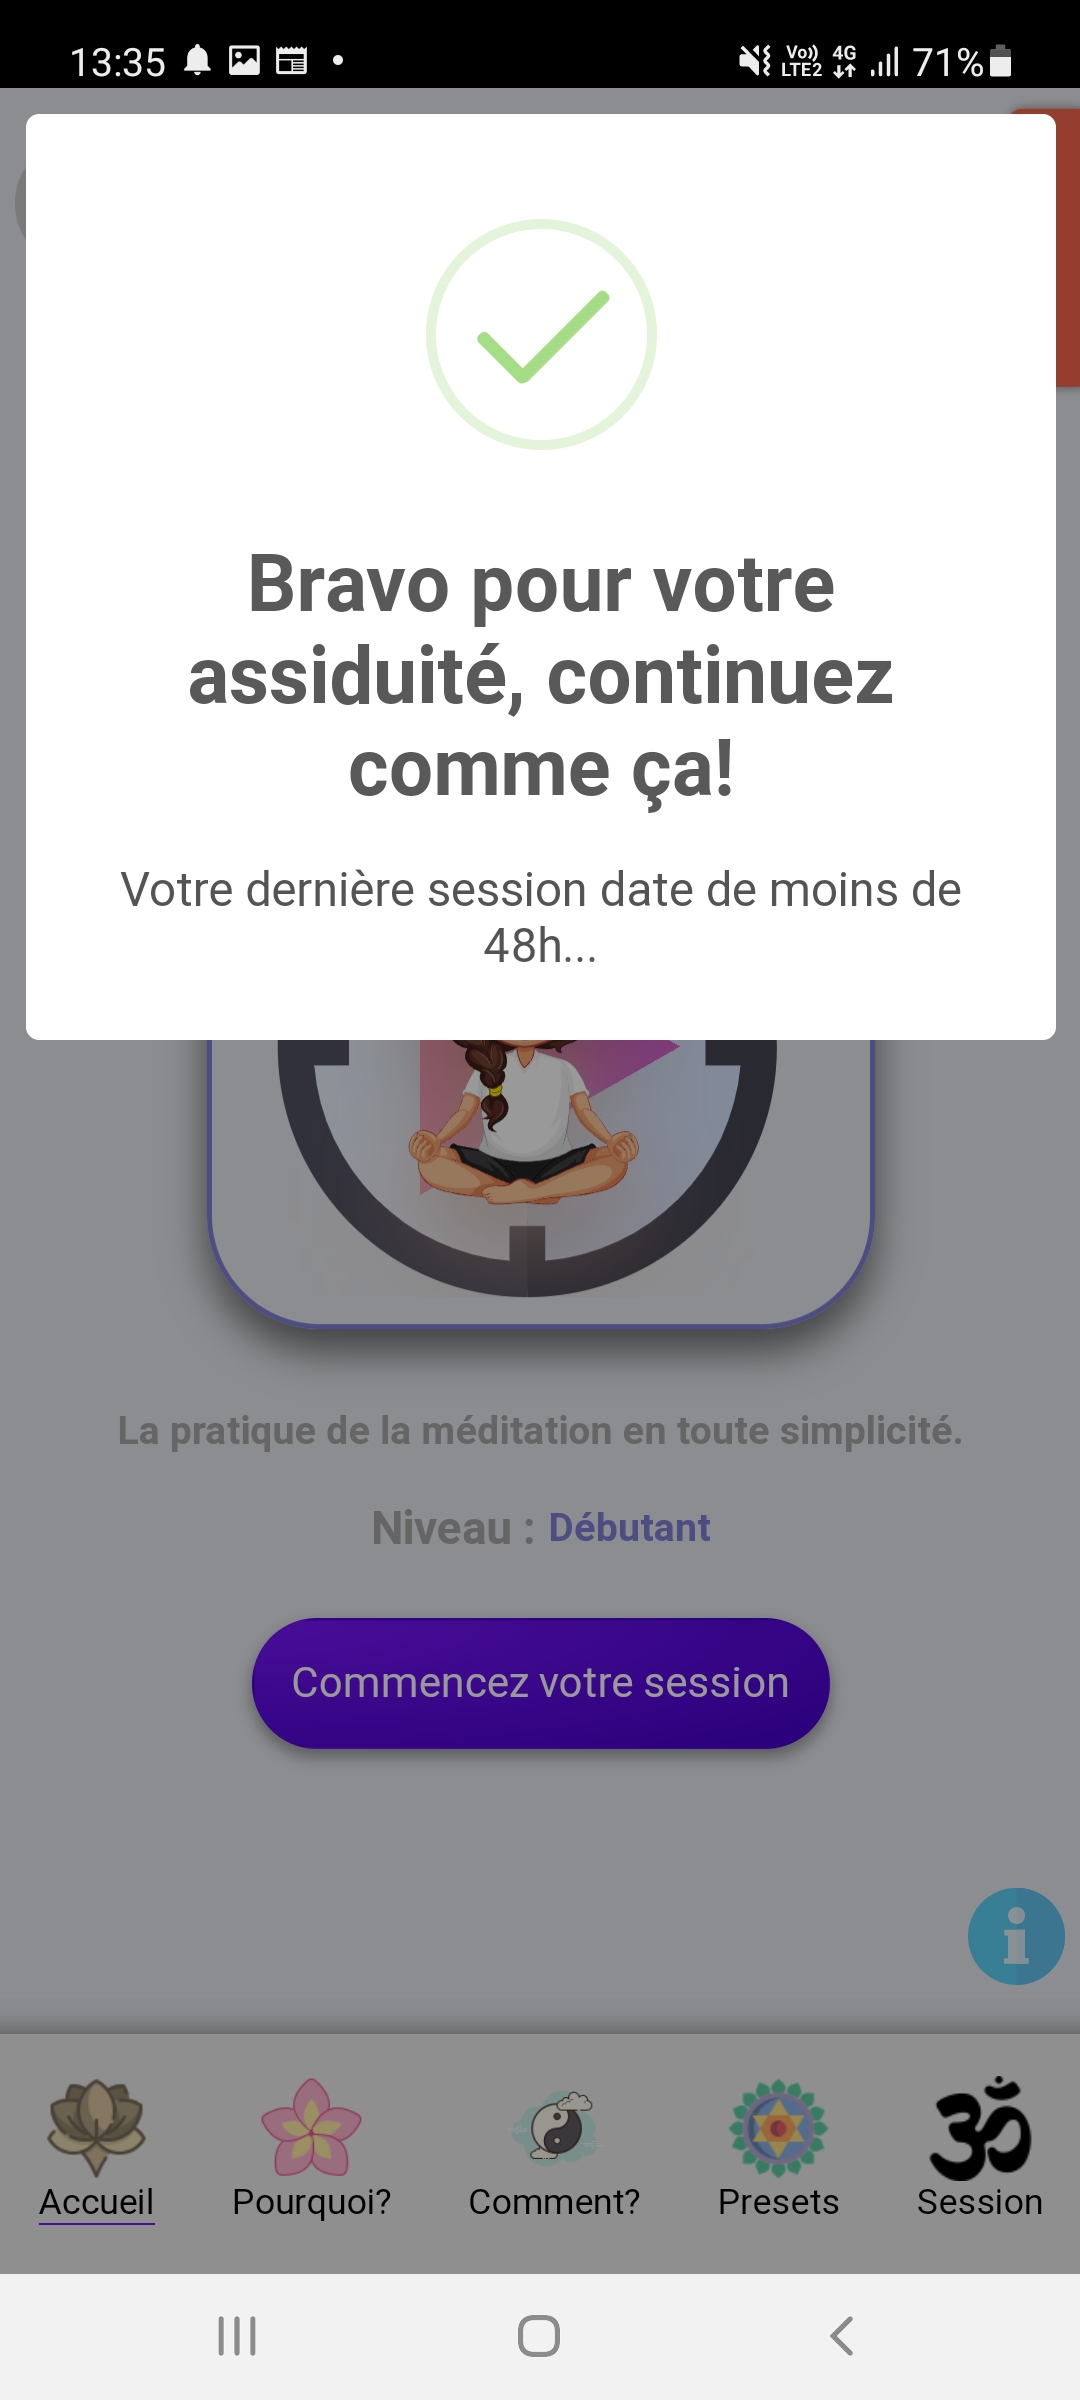 13:35
Vo)) LTE2 4G 71%
Bravo pour votre
assiduité, continuez
comme ça!
Votre dernière session date de moins de
48h...
La pratique de la méditation en toute simplicité.
Niveau : Débutant
Commencez votre session
i
Accueil Pourquoi? Comment? Presets Session